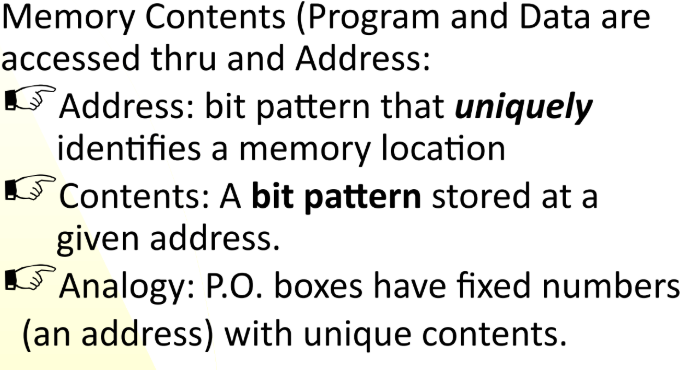 Memory Contents (Program and Data are
accessed thru and Address:
☞Address: bit pattern that uniquely
identifies a memory location
☞Contents: A bit pattern stored at a
given address.
☞Analogy: P.O. boxes have fixed numbers
(an address) with unique contents.